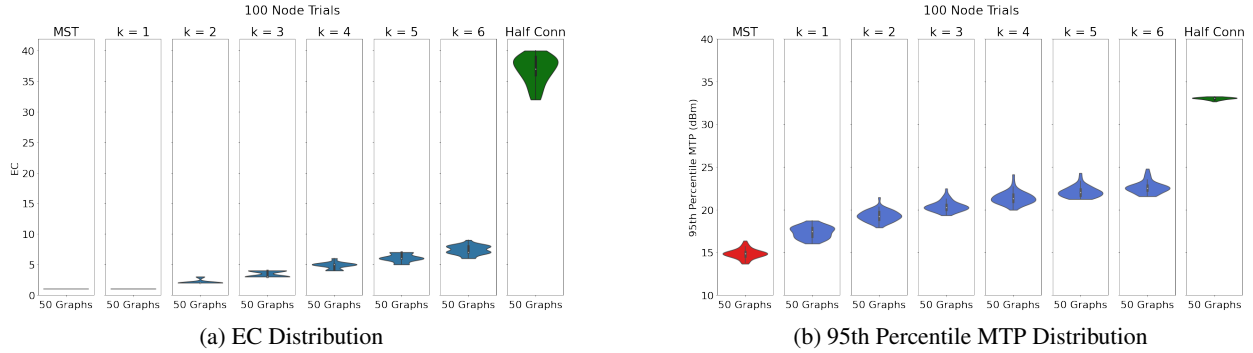 100 Node Trials
MST k = 1 k = 2 k = 3 k = 4 k = 5 k = 6 Half Conn
40
35
30
25
20
15
10
5
0
EC
50 Graphs 50 Graphs 50 Graphs 50 Graphs 50 Graphs 50 Graphs 50 Graphs 50 Graphs
(a) EC Distribution
100 Node Trials
MST k = 1 k = 2 k = 3 k = 4 k = 5 k = 6 Half Conn
40
35
30
25
20
15
10
95th Percentile MTP (dBm)
50 Graphs 50 Graphs 50 Graphs 50 Graphs 50 Graphs 50 Graphs 50 Graphs 50 Graphs
(b) 95th Percentile MTP Distribution